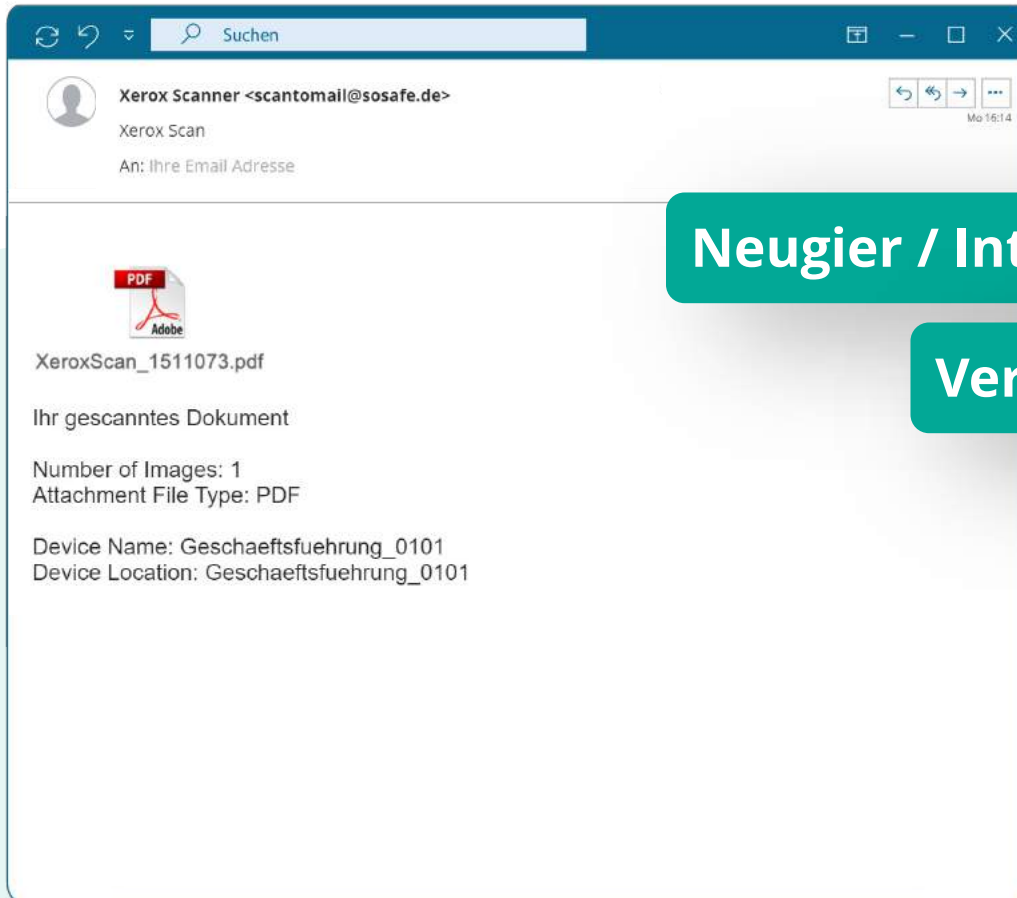 Suchen
Xerox Scanner <scantomail@sosafe.de>
Xerox Scan
Mo 16:14
An: Ihre Email Adresse
Neugier / Int
PDF
Adobe
Ver
XeroxScan_1511073.pdf
Ihr gescanntes Dokument
Number of Images: 1
Attachment File Type: PDF
Device Name: Geschaeftsfuehrung_0101
Device Location: Geschaeftsfuehrung_0101